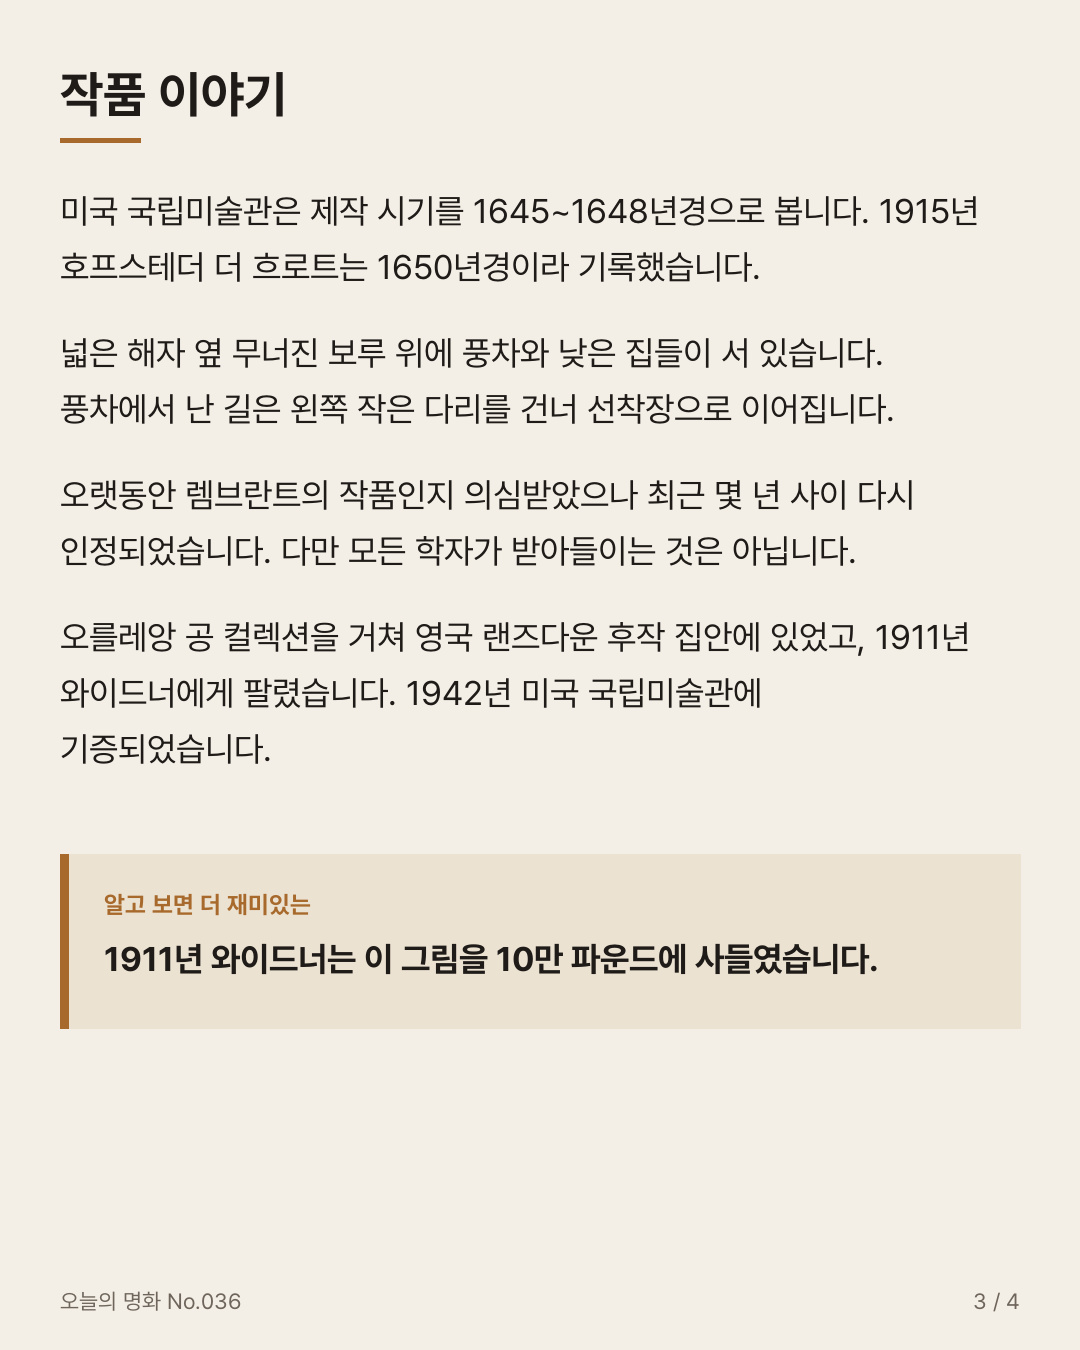 작품 이야기
미국 국립미술관은 제작 시기를 1645~1648년경으로 봅니다. 1915년
호프스테더 더 흐로트는 1650년경이라 기록했습니다.
넓은 해자 옆 무너진 보루 위에 풍차와 낮은 집들이 서 있습니다.
풍차에서 난 길은 왼쪽 작은 다리를 건너 선착장으로 이어집니다.
오랫동안 렘브란트의 작품인지 의심받았으나 최근 몇 년 사이 다시
인정되었습니다. 다만 모든 학자가 받아들이는 것은 아닙니다.
오를레앙 공 컬렉션을 거쳐 영국 랜즈다운 후작 집안에 있었고, 1911년
와이드너에게 팔렸습니다. 1942년 미국 국립미술관에
기증되었습니다.
알고 보면 더 재미있는
1911년 와이드너는 이 그림을 10만 파운드에 사들였습니다.
오늘의 명화 No.036
3 / 4